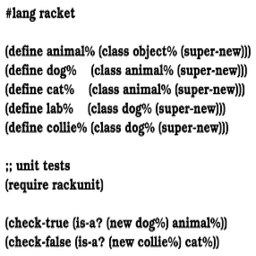 #lang racket
(define animal% (class object% (super-new)))
(define dog% (class animal% (super-new)))
(define cat% (class animal% (super-new)))
(define lab% (class dog% (super-new)))
(define collie% (class dog% (super-new)))
;; unit tests
(require rackunit)
(check-true (is-a? (new dog%) animal%))
(check-false (is-a? (new collie%) cat%))